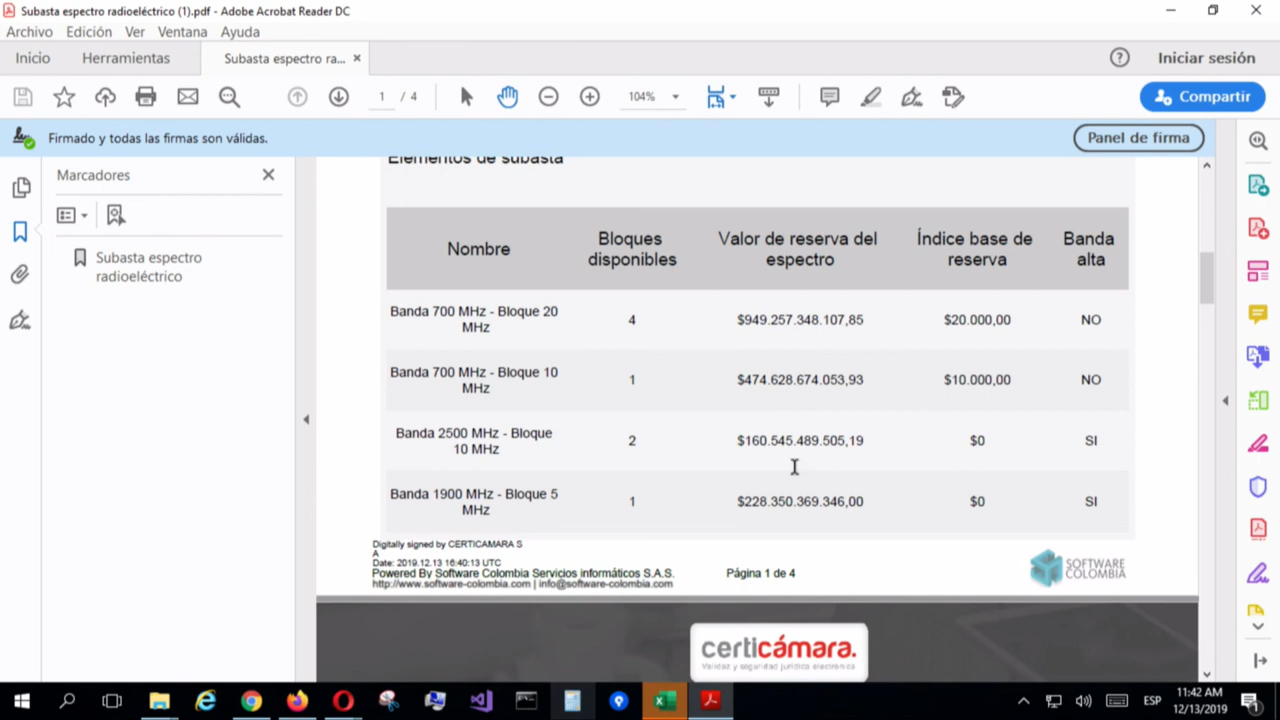 Subasta espectro radioeléctrico (1).pdf - Adobe Acrobat Reader DC
Archivo Edición Ver Ventana Ayuda
Inicio Herramientas Subasta espectro ra... ×
Iniciar sesión
1 / 4 104% Compartir
Firmado y todas las firmas son válidas. Panel de firma
Marcadores
Subasta espectro
radioeléctrico
Elementos de subasta
Nombre
Bloques
disponibles
Valor de reserva del
espectro
Índice base de
reserva
Banda
alta
Banda 700 MHz - Bloque 20
MHz
4 $949.257.348.107,85 $20.000,00 NO
Banda 700 MHz - Bloque 10
MHz
1 $474.628.674.053,93 $10.000,00 NO
Banda 2500 MHz - Bloque
10 MHz
2 $160.545.489.505,19 $0 SI
Banda 1900 MHz - Bloque 5
MHz
1 $228.350.369.346,00 $0 SI
Digitally signed by CERTICAMARA S
A
Date: 2019.12.13 16:40:13 UTC
Powered By Software Colombia Servicios informáticos S.A.S.
http://www.software-colombia.com | info@software-colombia.com
Página 1 de 4
SOFTWARE
COLOMBIA
certicámara.
Validez y seguridad jurídica electrónica
ESP
11:42 AM
12/13/2019
1